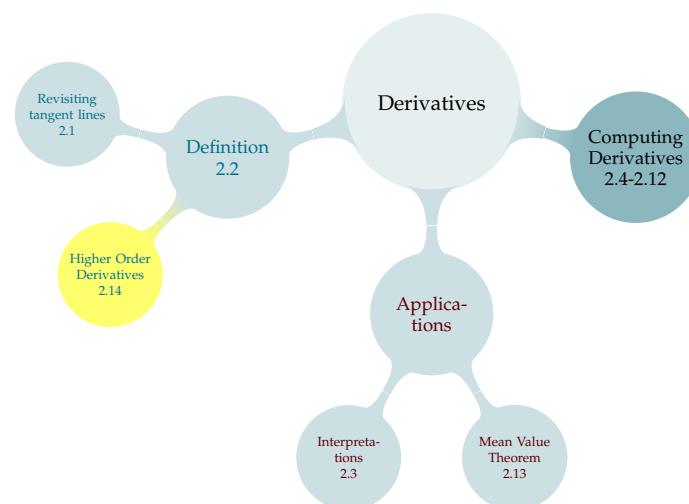 Derivatives
Revisiting
tangent lines
2.1
Definition
2.2
Computing
Derivatives
2.4-2.12
Higher Order
Derivatives
2.14
Applica-
tions
Interpreta-
tions
2.3
Mean Value
Theorem
2.13